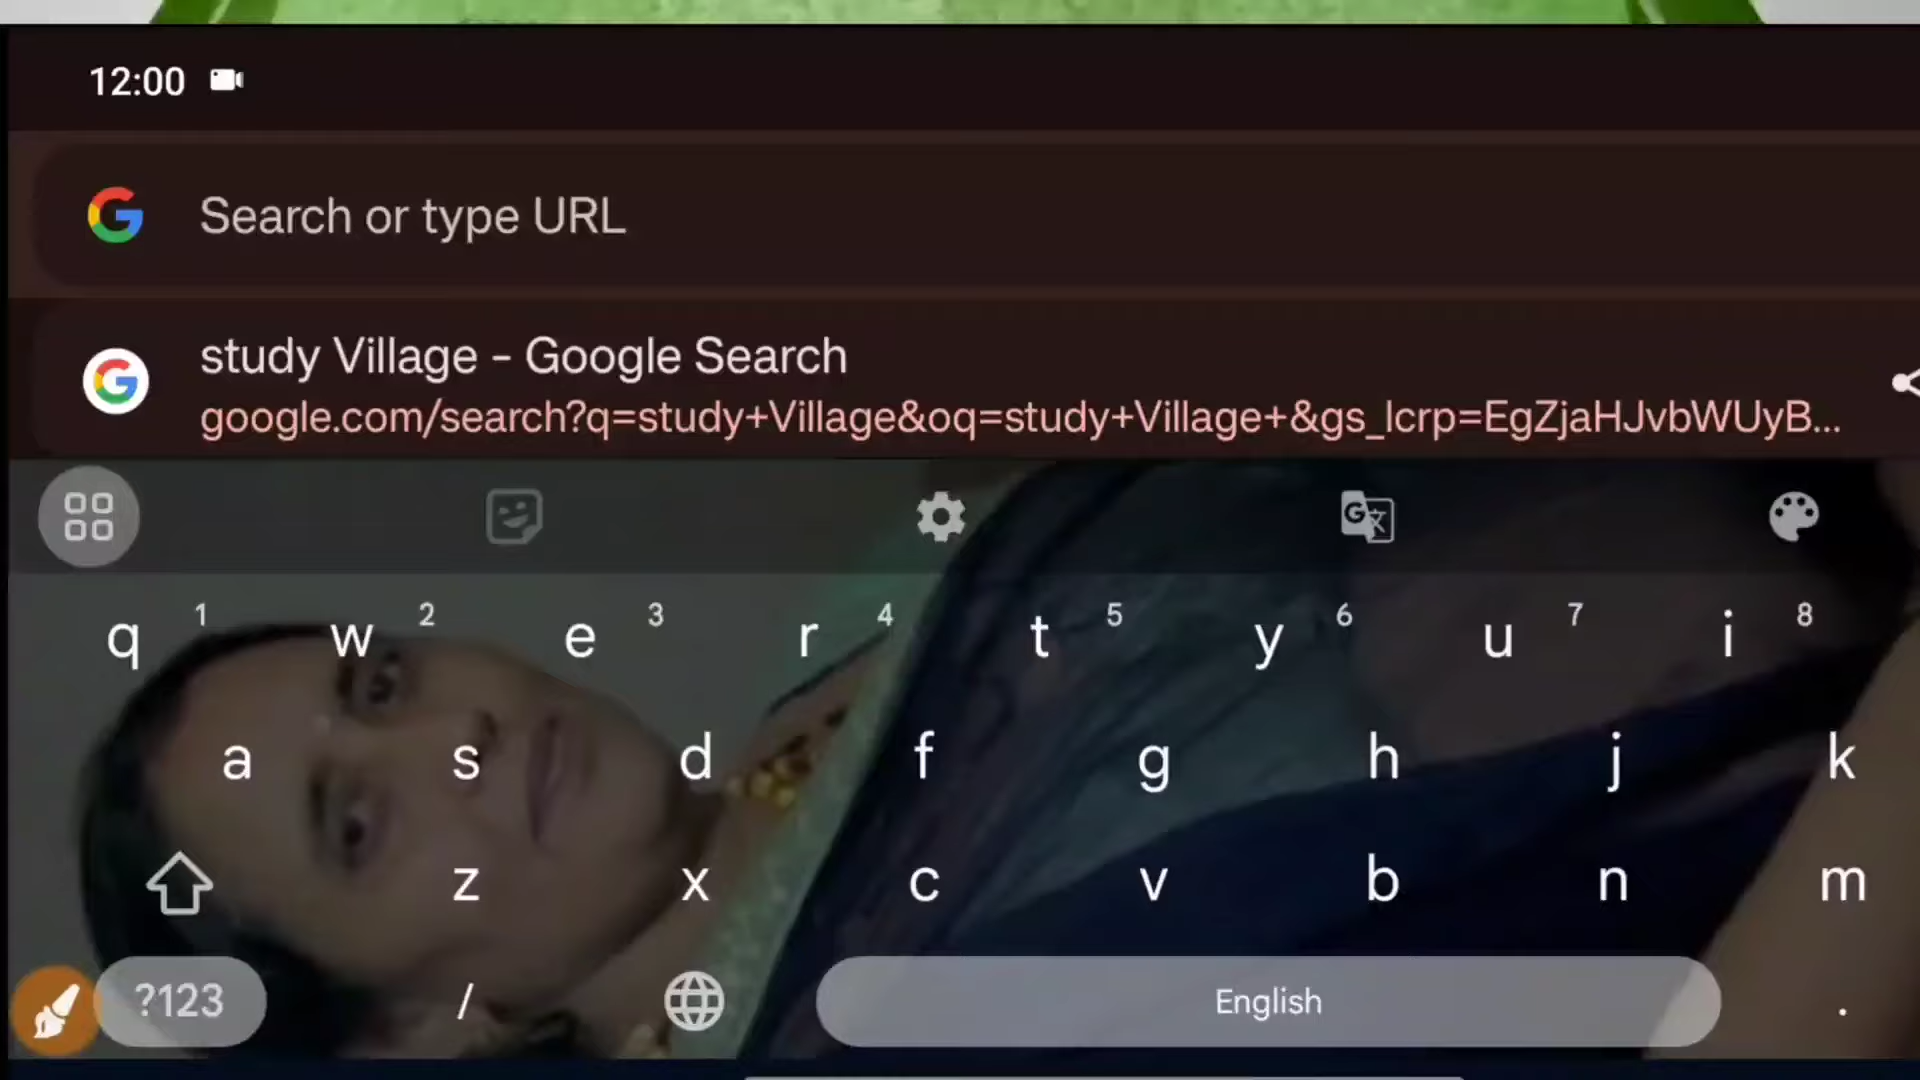 12:00
Search or type URL
study Village - Google Search
google.com/search?q=study+Village&oq=study+Village+&gs_lcrp=EgZjaHJvbWUyB...
q 1 w 2 e 3 r 4 t 5 y 6 u 7 i 8
a s d f g h j k
z x c v b n m
?123 / English .